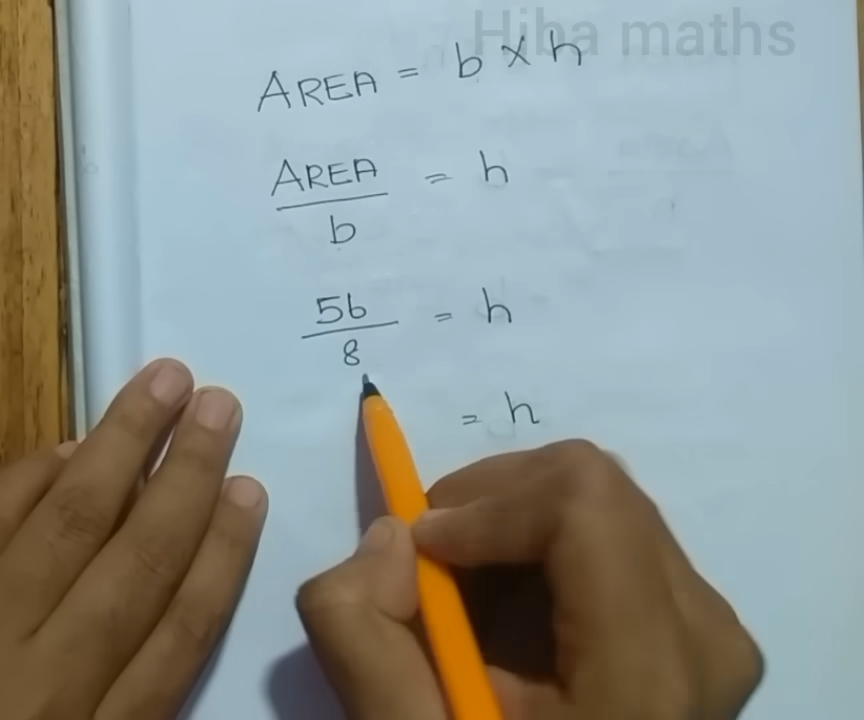 Hiba maths
AREA = b × h
AREA / b = h
56 / 8 = h
= h